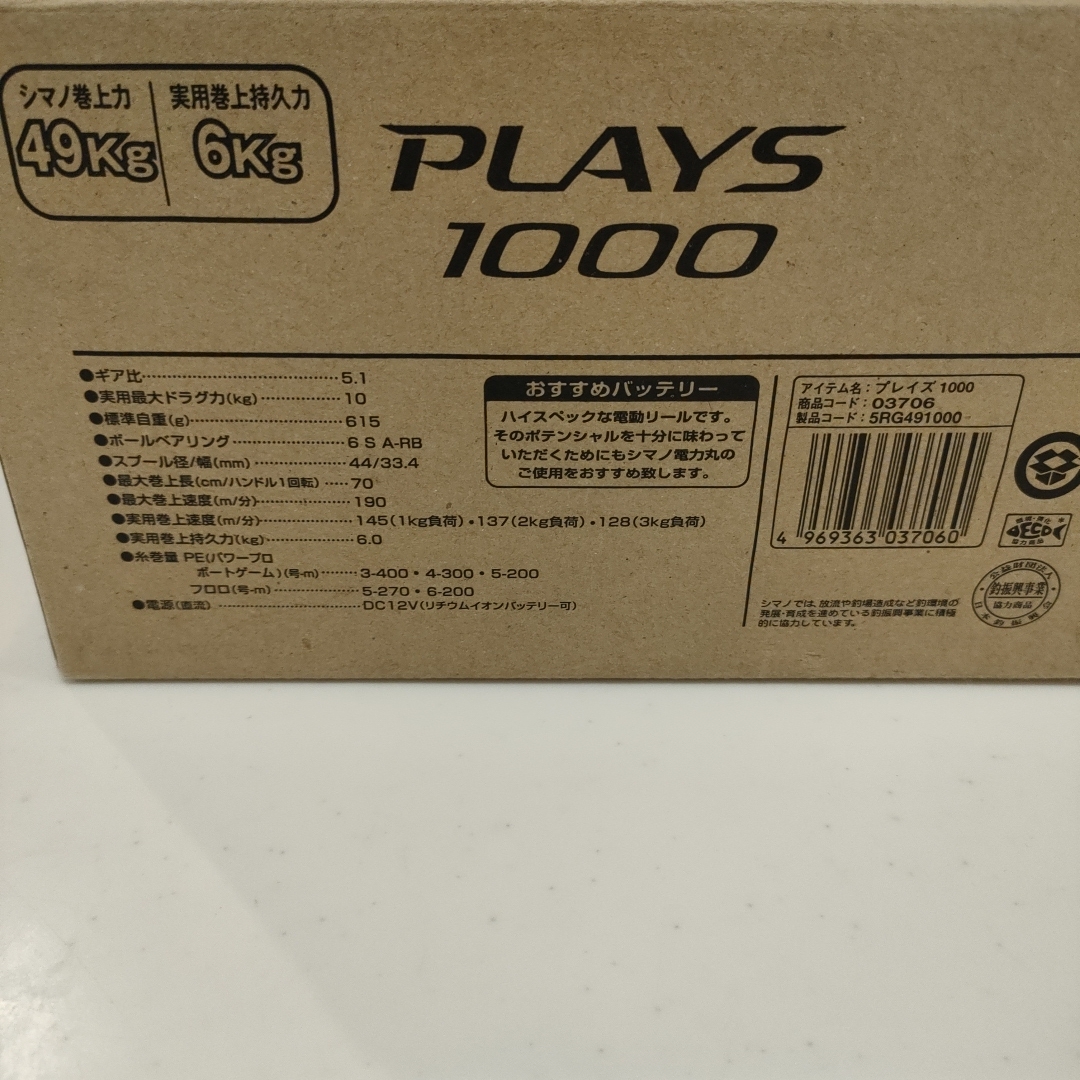 シマノ巻上力 実用巻上持久力
49Kg 6Kg
PLAYS
1000
●ギア比 5.1
●実用最大ドラグ力(kg) 10
●標準自重(g) 615
●ボールベアリング 6 S A-RB
●スプール径/幅(mm) 44/33.4
●最大巻上長(cm/ハンドル1回転) 70
●最大巻上速度(m/分) 190
●実用巻上速度(m/分) 145(1kg負荷)・137(2kg負荷)・128(3kg負荷)
●実用巻上持久力(kg) 6.0
●糸巻量 PE(パワープロ
ボートゲーム)(号-m) 3-400・4-300・5-200
フロロ(号-m) 5-270・6-200
●電源(直流) DC12V(リチウムイオンバッテリー可)
おすすめバッテリー
ハイスペックな電動リールです。
そのポテンシャルを十分に味わって
いただくためにもシマノ電力丸の
ご使用をおすすめ致します。
アイテム名:プレイズ 1000
商品コード:03706
製品コード:5RG491000
4 969363 037060
シマノでは、放流や釣場造成など釣環境の
発展・育成を進めている釣振興事業に積極
的に協力しています。
協力商品
公益財団法人
釣振興事業
協力商品